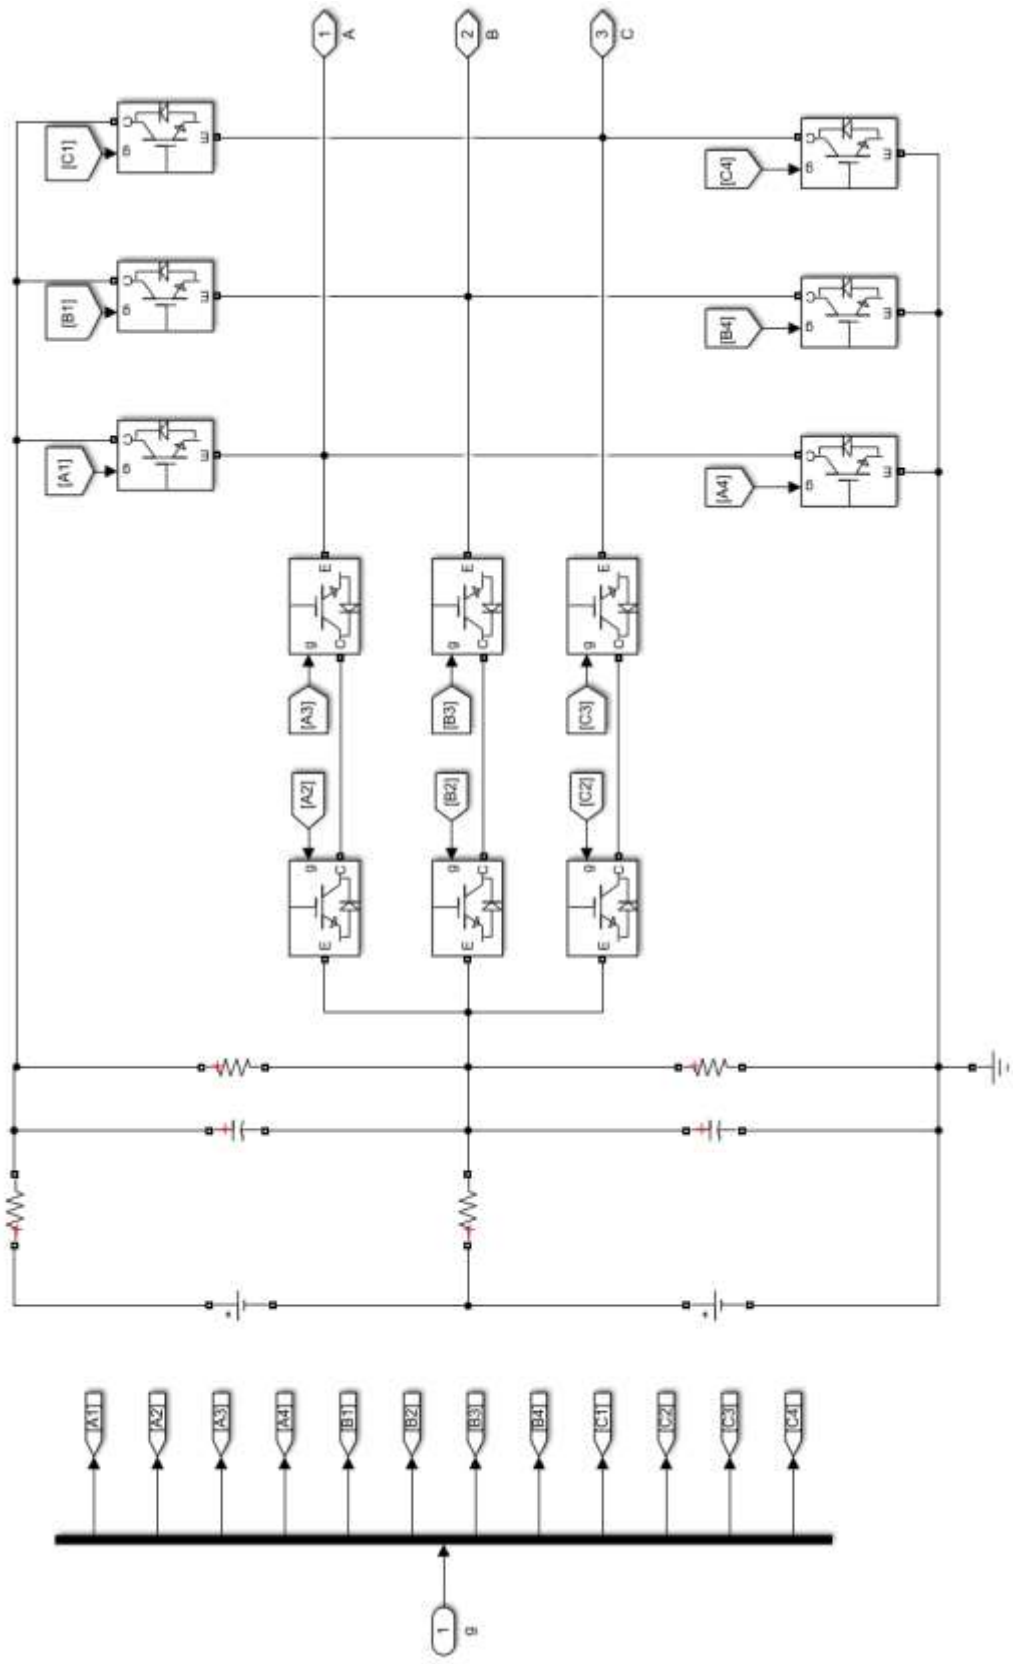 1
A
2
B
3
C
[C1]
g
C
E
[C4]
g
C
E
[B1]
g
C
E
[B4]
g
C
E
[A1]
g
C
E
[A4]
g
C
E
E
g
C
E
g
C
E
g
C
[A3]
[B3]
[C3]
[A2]
[B2]
[C2]
g
C
E
g
C
E
g
C
E
+
+
+
+
+
+
+
+
[A1]
[A2]
[A3]
[A4]
[B1]
[B2]
[B3]
[B4]
[C1]
[C2]
[C3]
[C4]
1
g